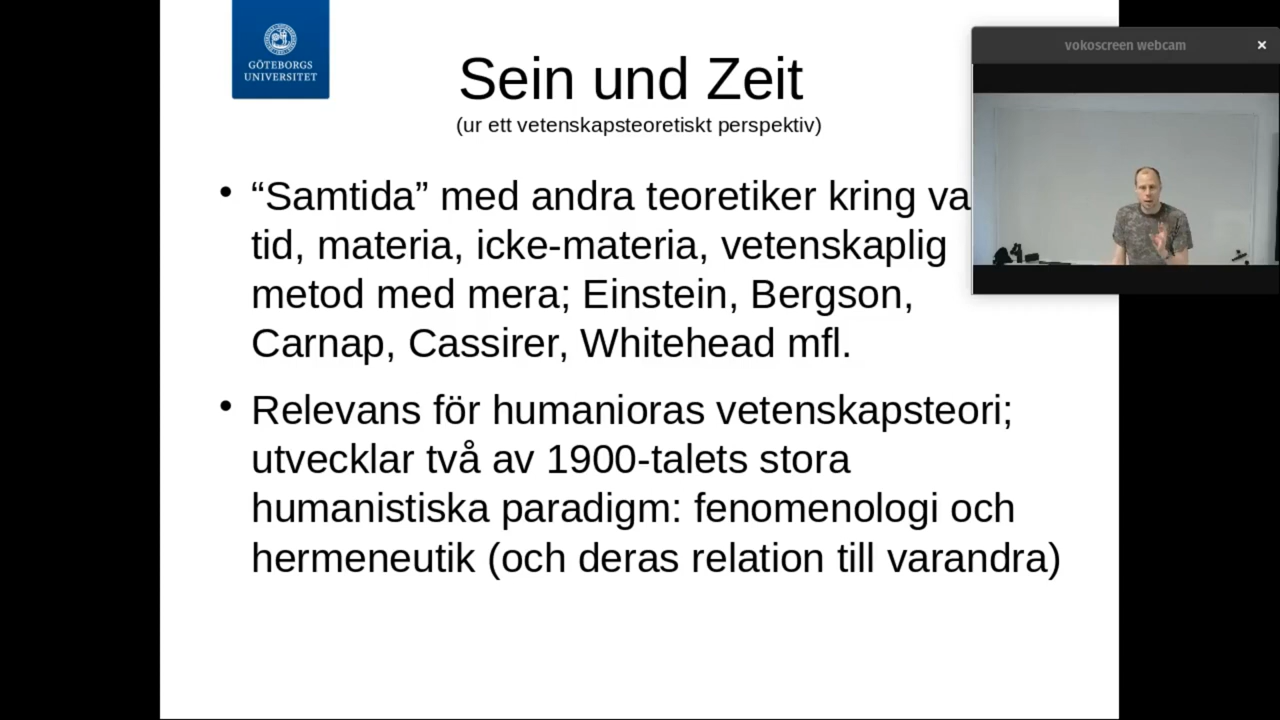 GÖTEBORGS
UNIVERSITET
Sein und Zeit
(ur ett vetenskapsteoretiskt perspektiv)
vokoscreen webcam
• “Samtida” med andra teoretiker kring
tid, materia, icke-materia, vetenskaplig
metod med mera; Einstein, Bergson,
Carnap, Cassirer, Whitehead mfl.
• Relevans för humanioras vetenskapsteori;
utvecklar två av 1900-talets stora
humanistiska paradigm: fenomenologi och
hermeneutik (och deras relation till varandra)